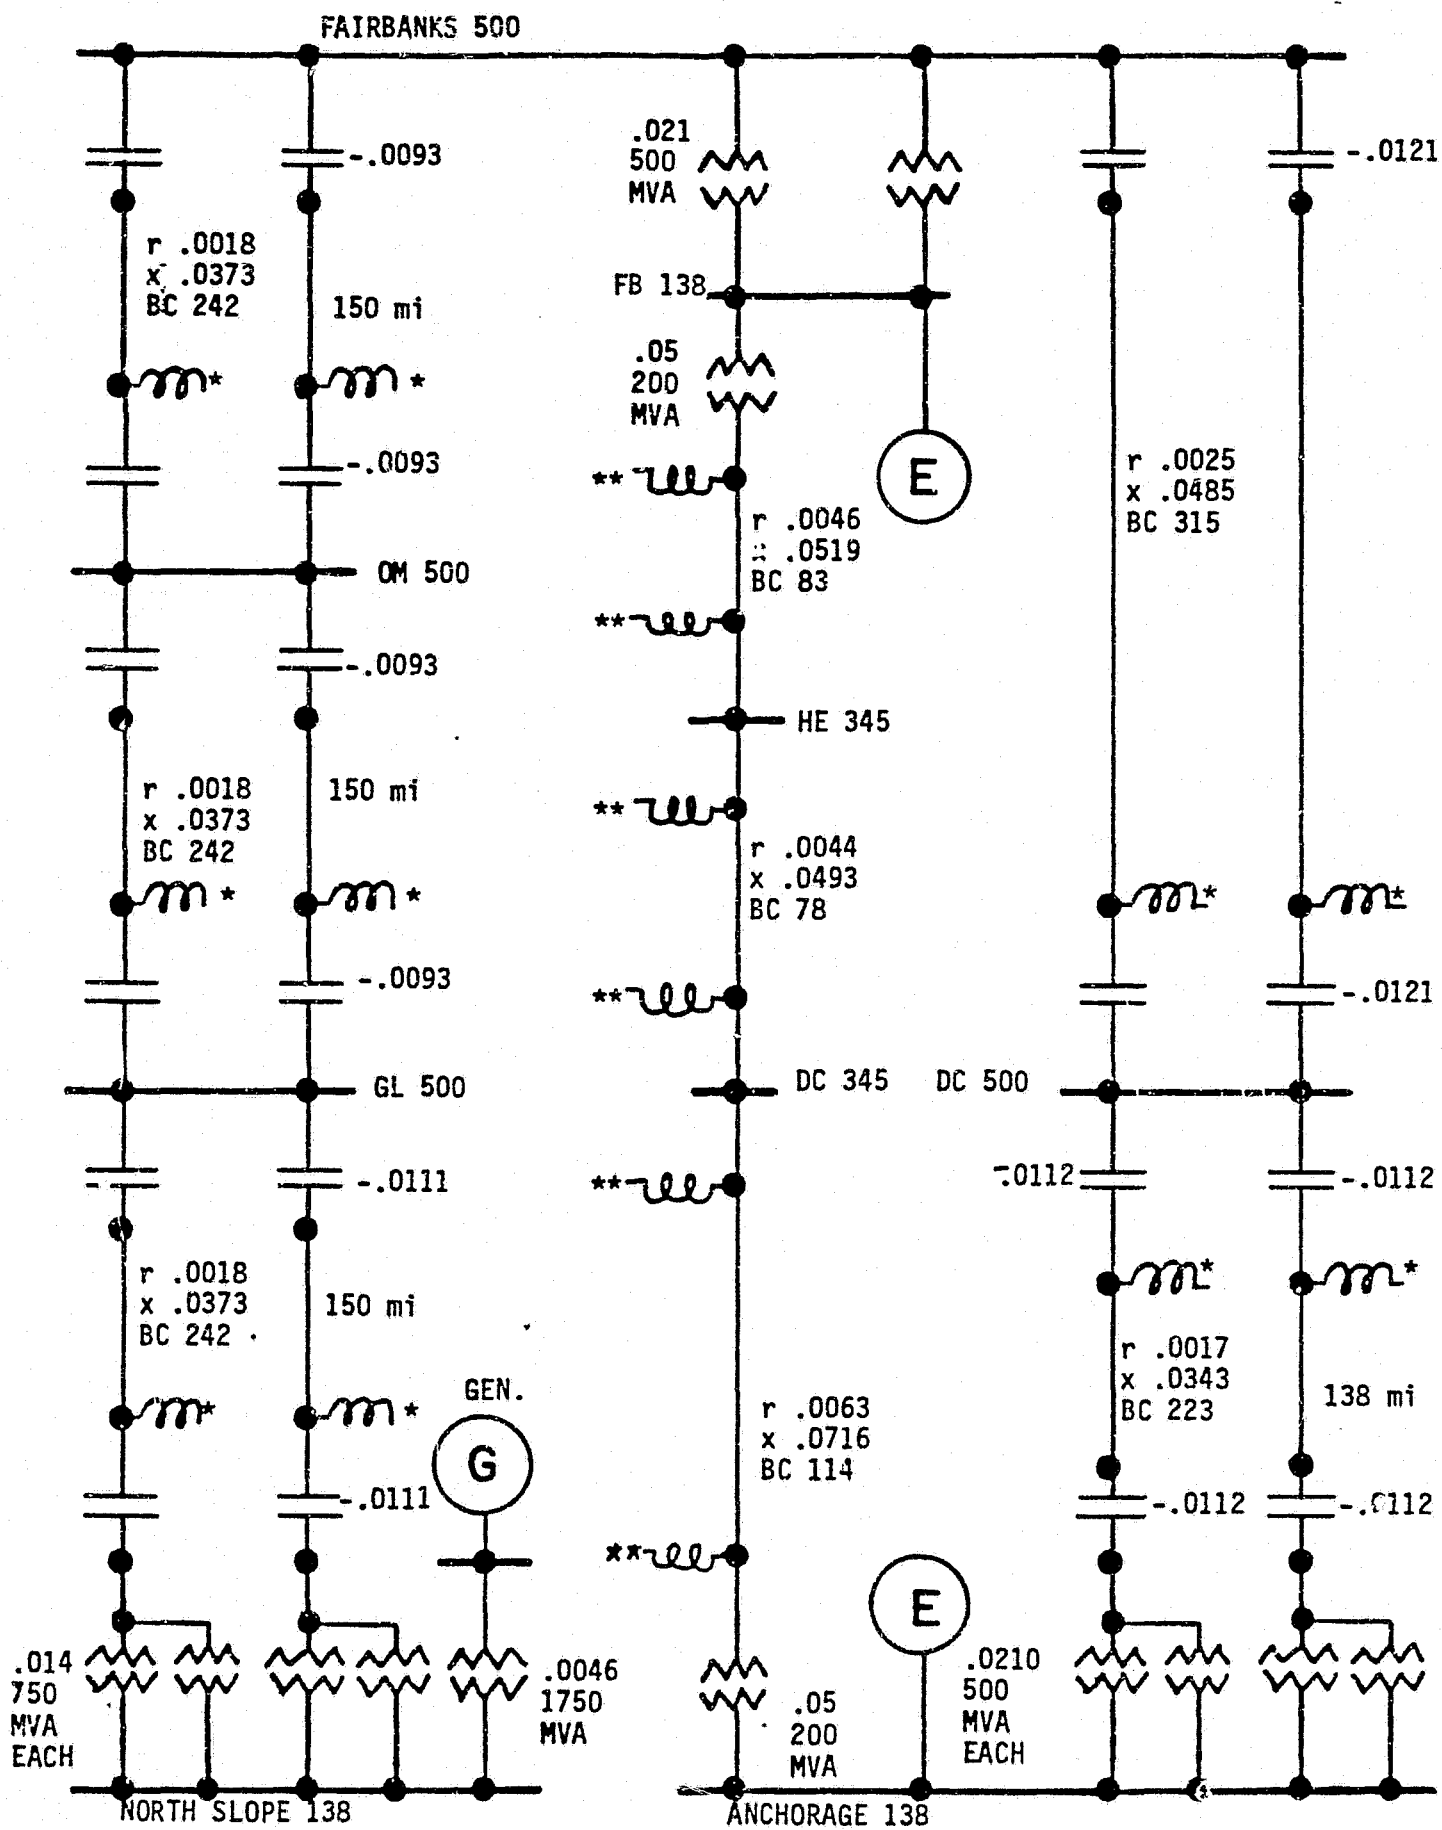 FAIRBANKS 500
-.0093
.021
500
MVA
-.0121
r .0018
x .0373
BC 242
150 mi
FB 138
.05
200
MVA
*
*
-.0093
**
E
r .0025
x .0485
BC 315
r .0046
.0519
BC 83
OM 500
**
-.0093
HE 345
r .0018
x .0373
BC 242
150 mi
**
r .0044
x .0493
BC 78
*
*
*
*
-.0093
**
-.0121
GL 500
DC 345
DC 500
-.0111
**
-.0112
-.0112
r .0018
x .0373
BC 242
150 mi
*
*
r .0017
x .0343
BC 223
138 mi
GEN.
G
*
*
r .0063
x .0716
BC 114
-.0111
-.0112
-.0112
**
E
.014
750
MVA
EACH
.0046
1750
MVA
.05
200
MVA
.0210
500
MVA
EACH
NORTH SLOPE 138
ANCHORAGE 138